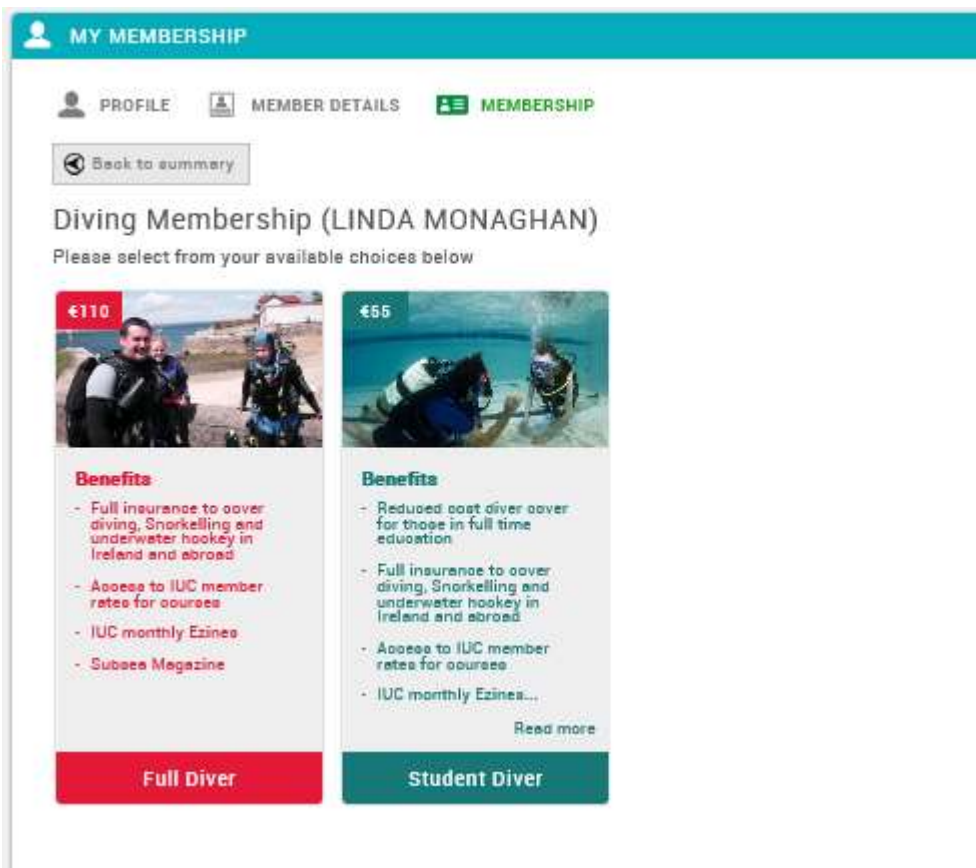 MY MEMBERSHIP
PROFILE MEMBER DETAILS MEMBERSHIP
Back to summary
Diving Membership (LINDA MONAGHAN)
Please select from your available choices below
€110
Benefits
- Full insurance to cover
diving, Snorkelling and
underwater hockey in
Ireland and abroad
- Access to IUC member
rates for courses
- IUC monthly Ezines
- Subsea Magazine
Full Diver
€55
Benefits
- Reduced cost diver cover
for those in full time
education
- Full insurance to cover
diving, Snorkelling and
underwater hockey in
Ireland and abroad
- Access to IUC member
rates for courses
- IUC monthly Ezines...
Read more
Student Diver